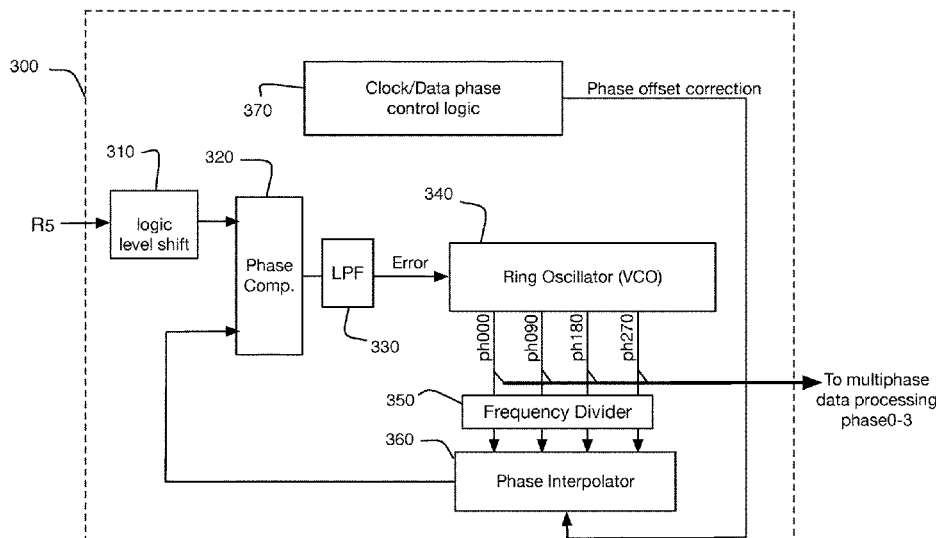 300
Clock/Data phase
control logic
370
Phase offset correction
310
320
340
R5
logic
level shift
Phase
Comp.
LPF
Error
Ring Oscillator (VCO)
330
ph000
ph090
ph180
ph270
350
Frequency Divider
To multiphase
data processing
phase0-3
360
Phase Interpolator